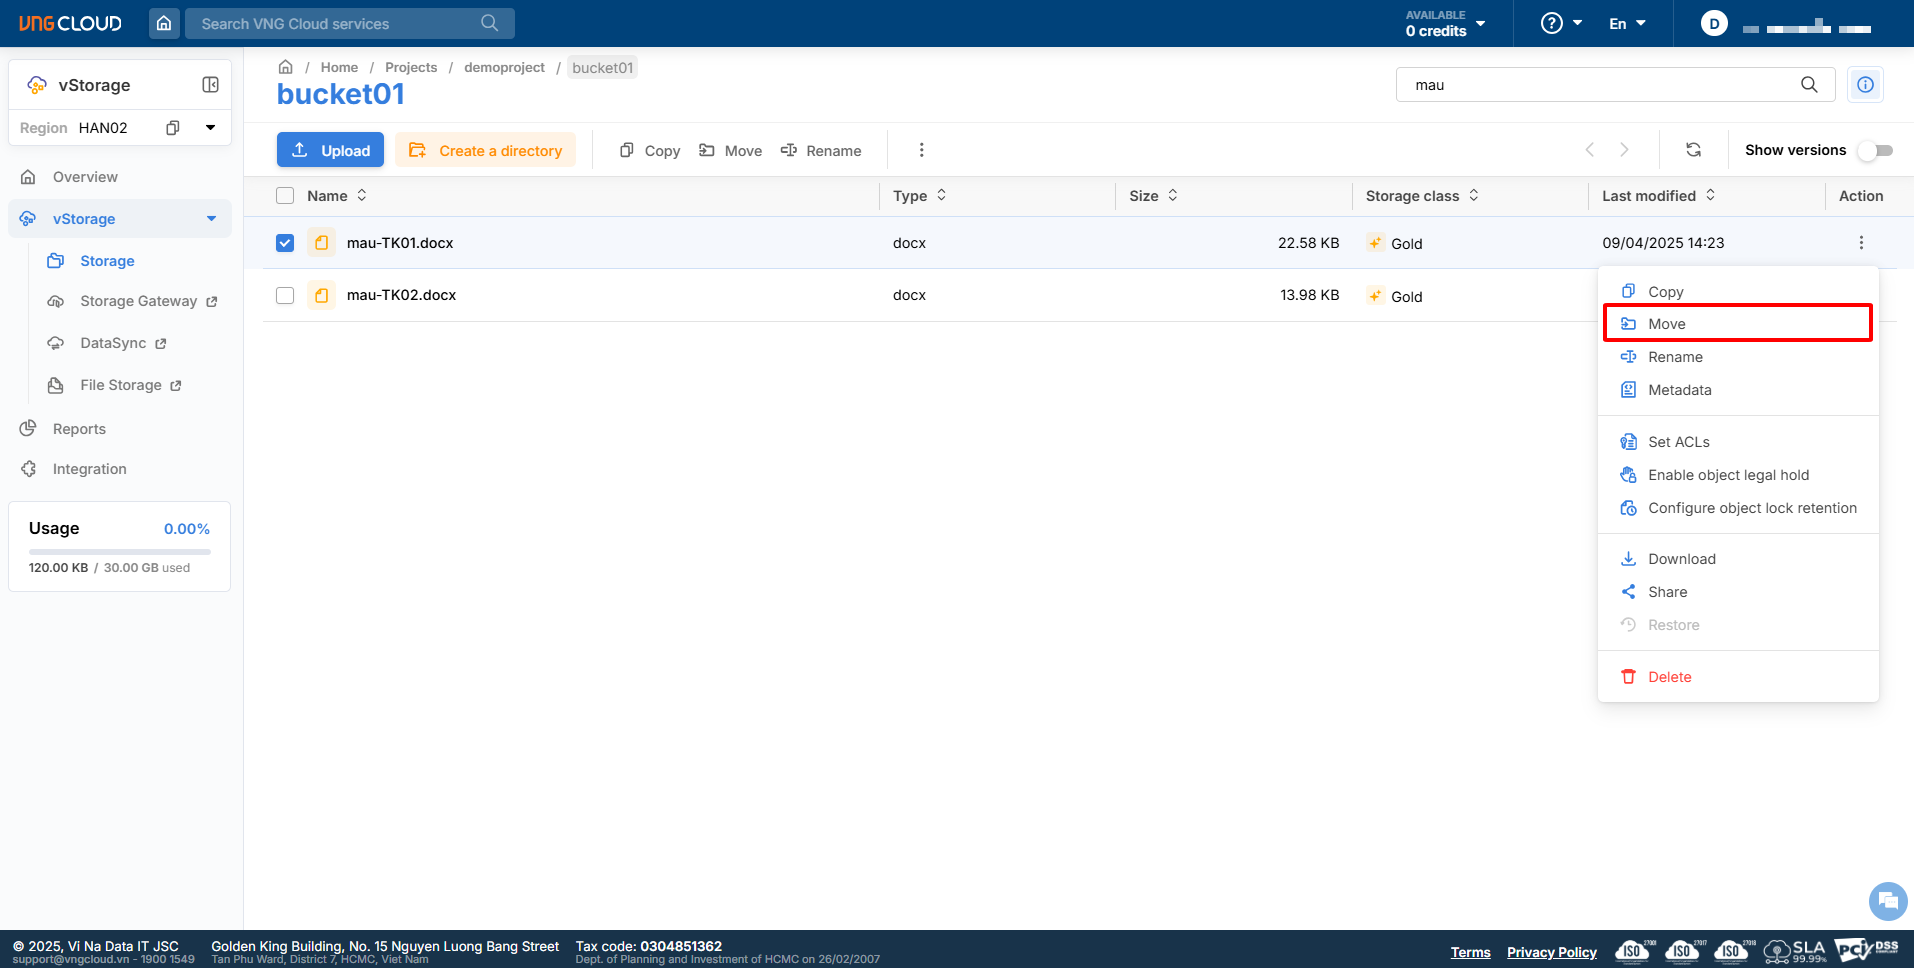 VNG CLOUD
Search VNG Cloud services
AVAILABLE
0 credits
?
En
D
vStorage
Region HAN02
Overview
vStorage
Storage
Storage Gateway
DataSync
File Storage
Reports
Integration
Usage 0.00%
120.00 KB / 30.00 GB used
/ Home / Projects / demoproject / bucket01
bucket01
mau
Upload
Create a directory
Copy
Move
Rename
Show versions
Name Type Size Storage class Last modified Action
mau-TK01.docx docx 22.58 KB Gold 09/04/2025 14:23
mau-TK02.docx docx 13.98 KB Gold
Copy
Move
Rename
Metadata
Set ACLs
Enable object legal hold
Configure object lock retention
Download
Share
Restore
Delete
© 2025, Vi Na Data IT JSC
support@vngcloud.vn - 1900 1549
Golden King Building, No. 15 Nguyen Luong Bang Street
Tan Phu Ward, District 7, HCMC, Viet Nam
Tax code: 0304851362
Dept. of Planning and Investment of HCMC on 26/02/2007
Terms
Privacy Policy
ISO 27001
ISO 27017
ISO 27018
SLA
99.99%
PCI DSS
COMPLIANT